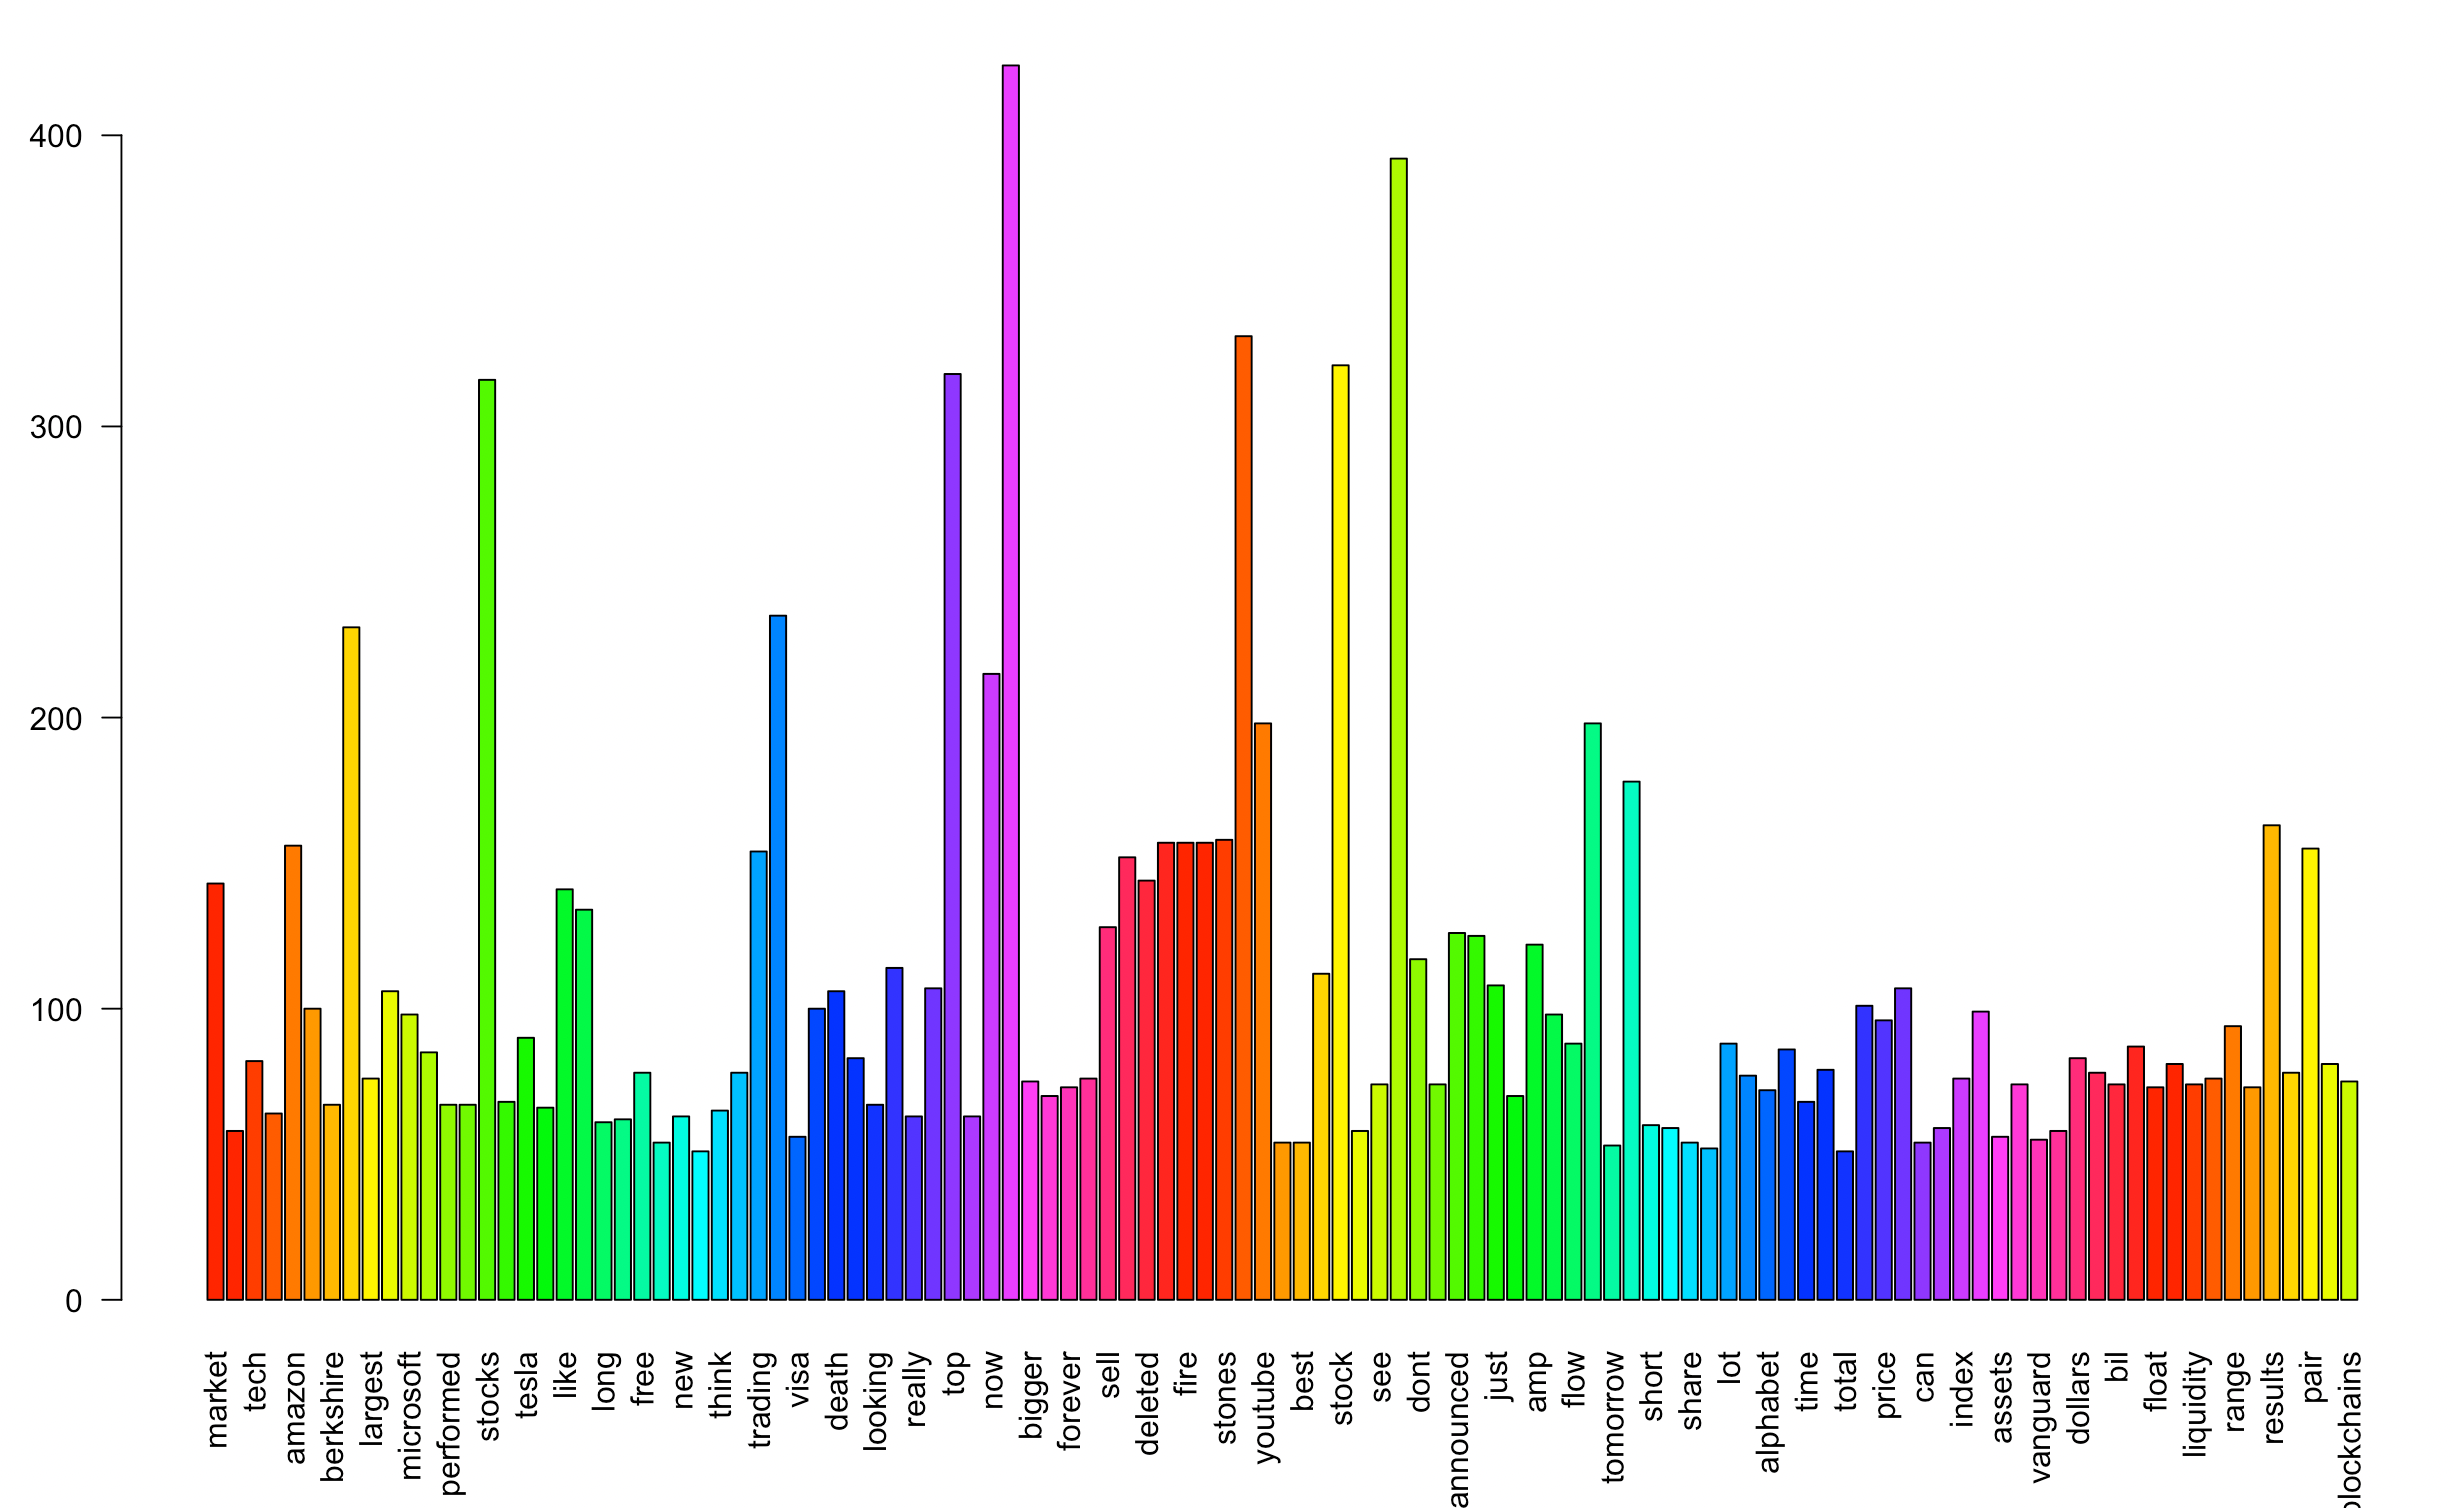 400
300
200
100
0
market
tech
amazon
berkshire
largest
microsoft
performed
stocks
tesla
like
long
free
new
think
trading
visa
death
looking
really
top
now
bigger
forever
sell
deleted
fire
stones
youtube
best
stock
see
dont
announced
just
amp
flow
tomorrow
short
share
lot
alphabet
time
total
price
can
index
assets
vanguard
dollars
bil
float
liquidity
range
results
pair
blockchains